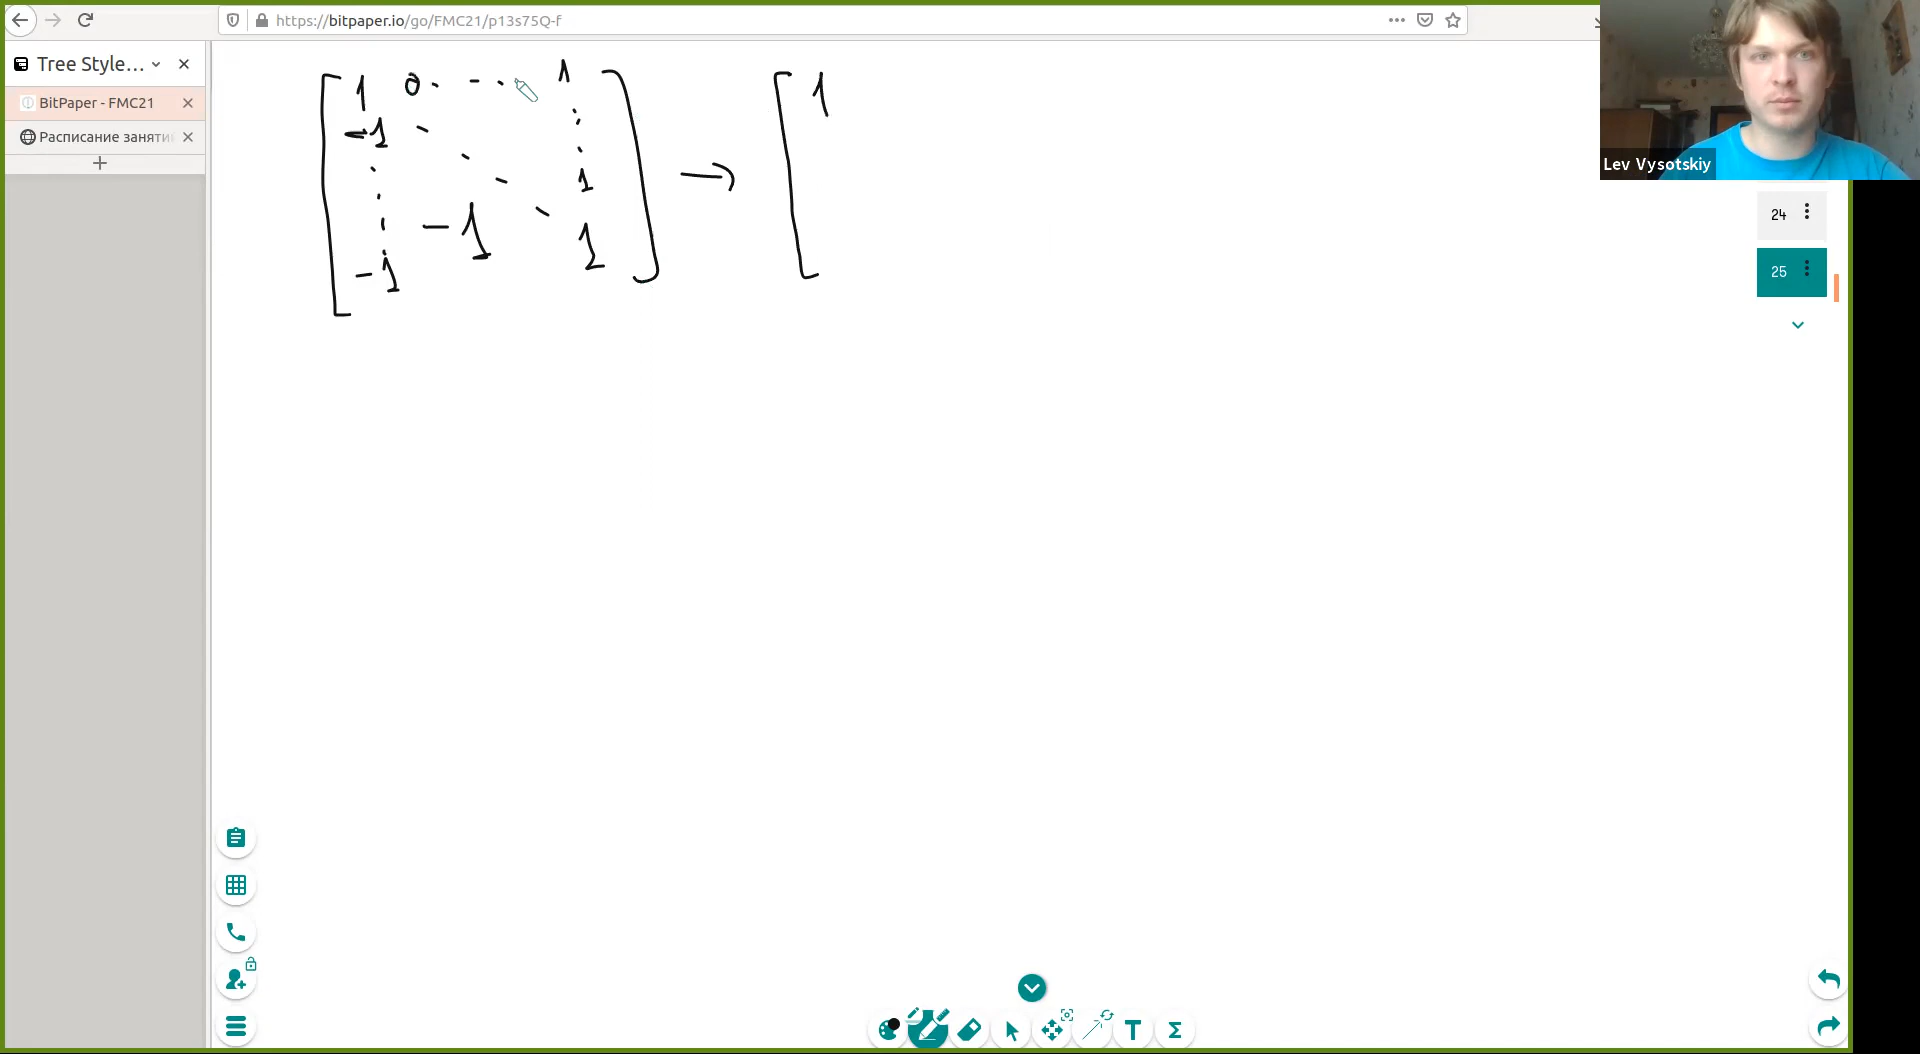 https://bitpaper.io/go/FMC21/p13s75Q-f
Tree Style...
BitPaper - FMC21
Расписание заняти
Lev Vysotskiy
24
25
[ 1 0 · - · 1 ] → [ 1
-1 · ⋮
· · 1
⋮ -1 · 1
-1
T Σ